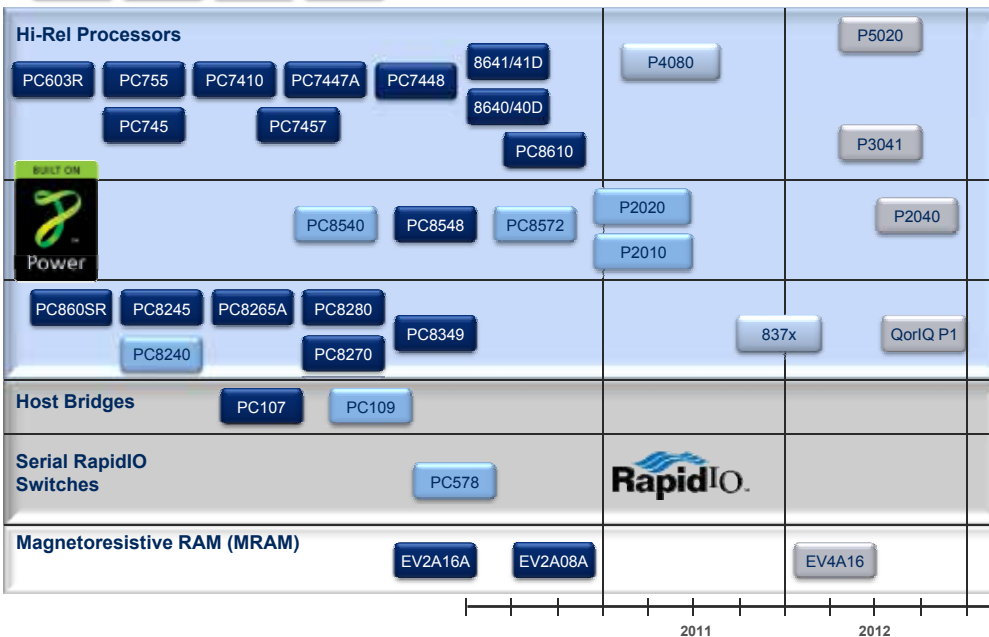 Hi-Rel Processors
PC603R
PC755
PC7410
PC7447A
PC7448
8641/41D
P4080
P5020
8640/40D
PC745
PC7457
PC8610
P3041
BUILT ON
Power
™
PC8540
PC8548
PC8572
P2020
P2010
P2040
PC860SR
PC8245
PC8265A
PC8280
PC8240
PC8270
PC8349
837x
QorIQ P1
Host Bridges
PC107
PC109
Serial RapidIO
Switches
PC578
RapidIO™
Magnetoresistive RAM (MRAM)
EV2A16A
EV2A08A
EV4A16
2011
2012